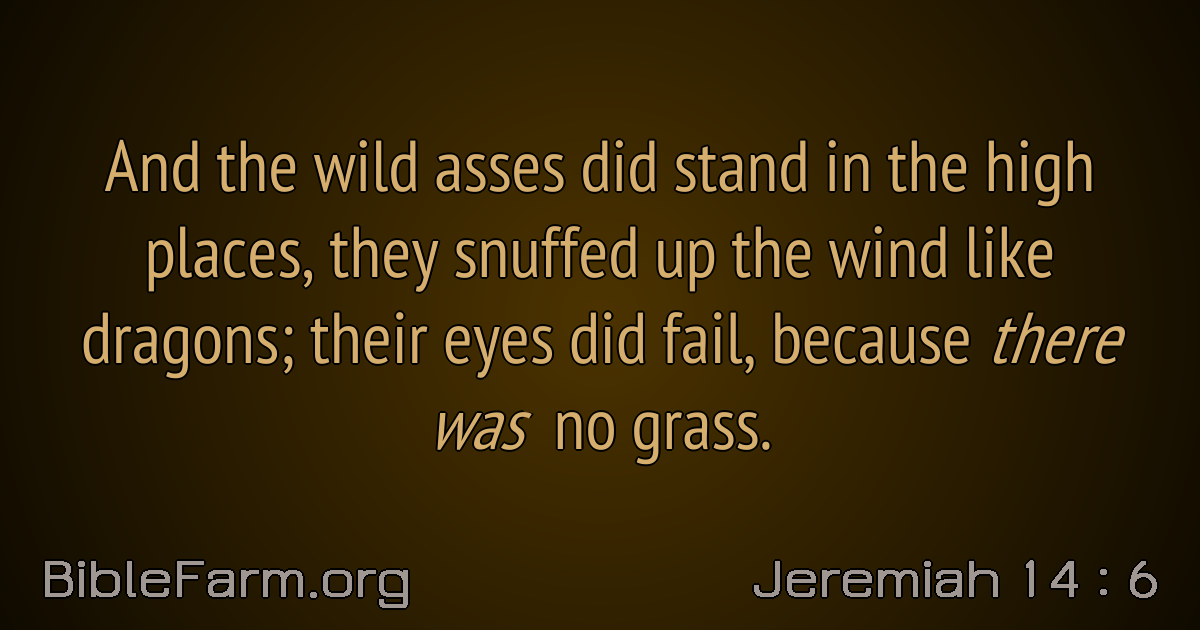 And the wild asses did stand in the high
places, they snuffed up the wind like
dragons; their eyes did fail, because there
was no grass.
BibleFarm.org
Jeremiah 14 : 6